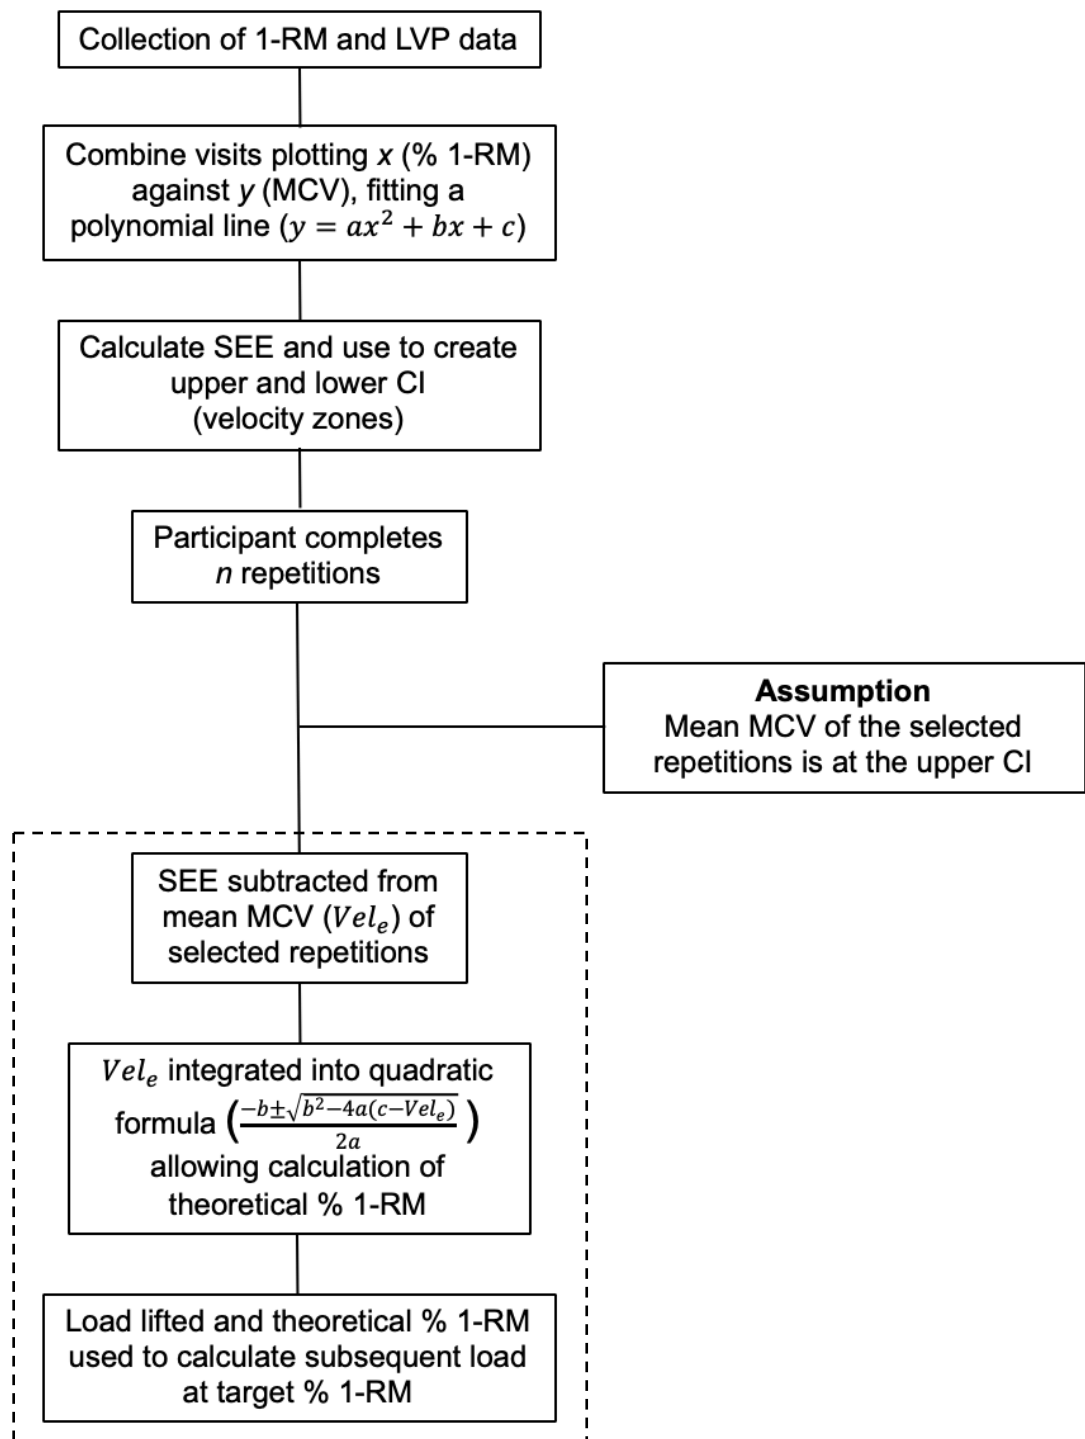 Collection of 1-RM and LVP data
Combine visits plotting x (% 1-RM)
against y (MCV), fitting a
polynomial line (y = ax² + bx + c)
Calculate SEE and use to create
upper and lower CI
(velocity zones)
Participant completes
n repetitions
Assumption
Mean MCV of the selected
repetitions is at the upper CI
SEE subtracted from
mean MCV (Velₑ) of
selected repetitions
Velₑ integrated into quadratic
formula ((-b±√(b²−4a(c−Velₑ)))/2a)
allowing calculation of
theoretical % 1-RM
Load lifted and theoretical % 1-RM
used to calculate subsequent load
at target % 1-RM